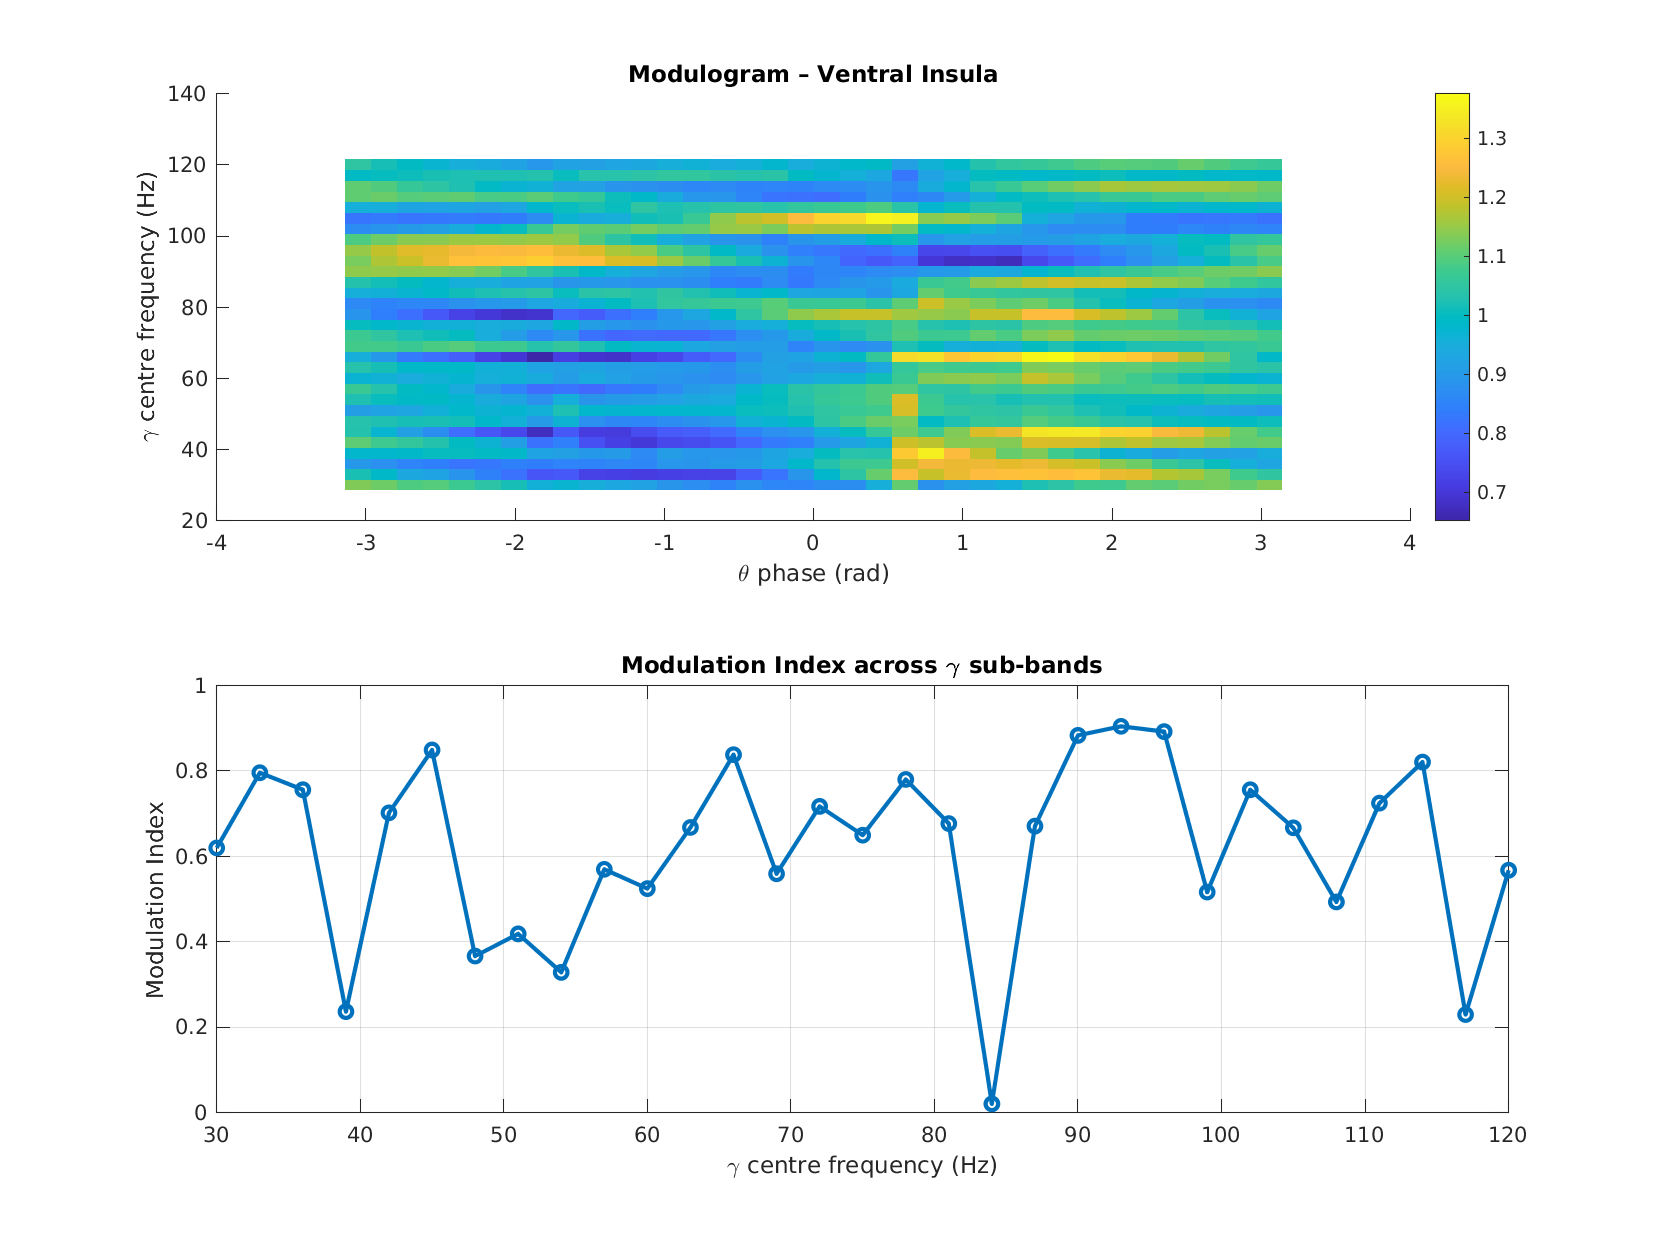 Modulogram – Ventral Insula
140
120
100
80
60
40
20
γ centre frequency (Hz)
-4 -3 -2 -1 0 1 2 3 4
θ phase (rad)
1.3
1.2
1.1
1
0.9
0.8
0.7
Modulation Index across γ sub-bands
1
0.8
0.6
0.4
0.2
0
Modulation Index
30 40 50 60 70 80 90 100 110 120
γ centre frequency (Hz)